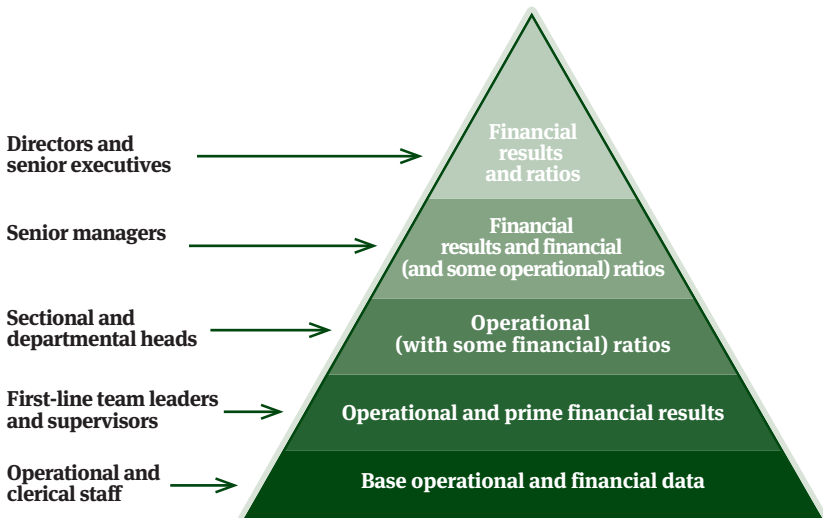 Directors and
senior executives
Financial
results
and ratios
Senior managers
Financial
results and financial
(and some operational) ratios
Sectional and
departmental heads
Operational
(with some financial) ratios
First-line team leaders
and supervisors
Operational and prime financial results
Operational and
clerical staff
Base operational and financial data